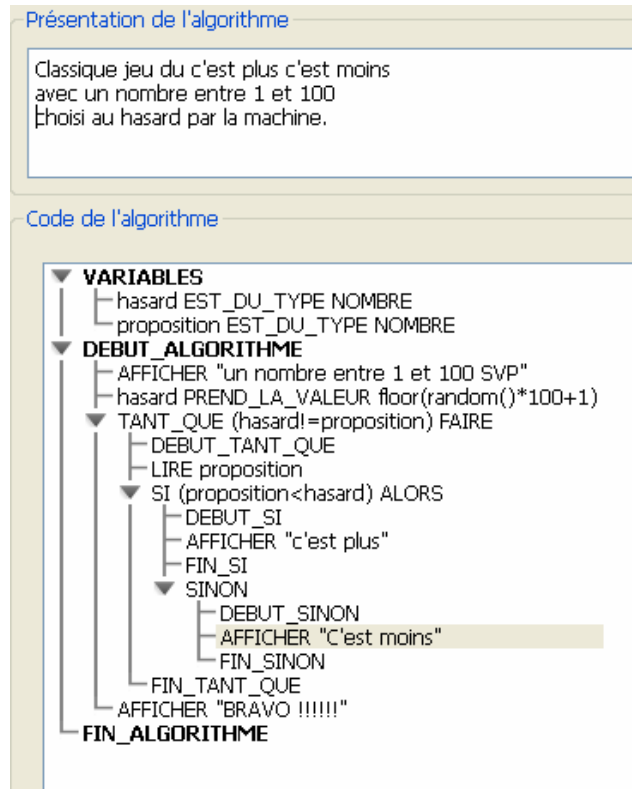 Présentation de l'algorithme
Classique jeu du c'est plus c'est moins
avec un nombre entre 1 et 100
choisi au hasard par la machine.
Code de l'algorithme
VARIABLES
hasard EST_DU_TYPE NOMBRE
proposition EST_DU_TYPE NOMBRE
DEBUT_ALGORITHME
AFFICHER "un nombre entre 1 et 100 SVP"
hasard PREND_LA_VALEUR floor(random()*100+1)
TANT_QUE (hasard!=proposition) FAIRE
DEBUT_TANT_QUE
LIRE proposition
SI (proposition<hasard) ALORS
DEBUT_SI
AFFICHER "c'est plus"
FIN_SI
SINON
DEBUT_SINON
AFFICHER "C'est moins"
FIN_SINON
FIN_TANT_QUE
AFFICHER "BRAVO !!!!!!"
FIN_ALGORITHME